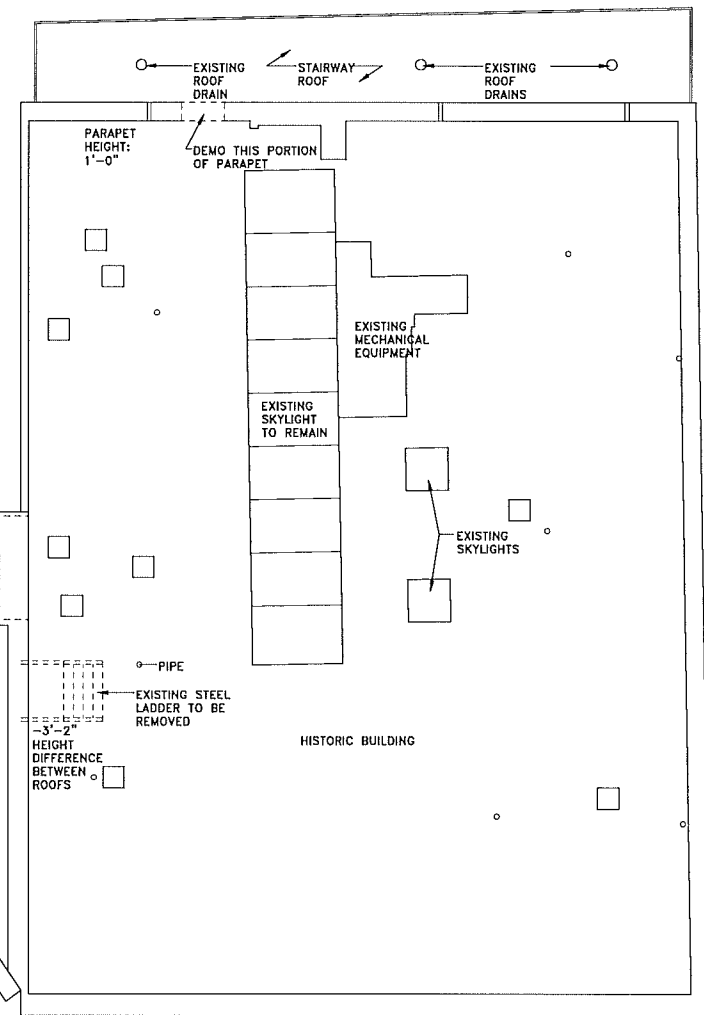 EXISTING
ROOF
DRAIN
STAIRWAY
ROOF
EXISTING
ROOF
DRAINS
PARAPET
HEIGHT:
1'-0"
DEMO THIS PORTION
OF PARAPET
EXISTING
MECHANICAL
EQUIPMENT
EXISTING
SKYLIGHT
TO REMAIN
EXISTING
SKYLIGHTS
PIPE
EXISTING STEEL
LADDER TO BE
REMOVED
-3'-2"
HEIGHT
DIFFERENCE
BETWEEN
ROOFS
HISTORIC BUILDING